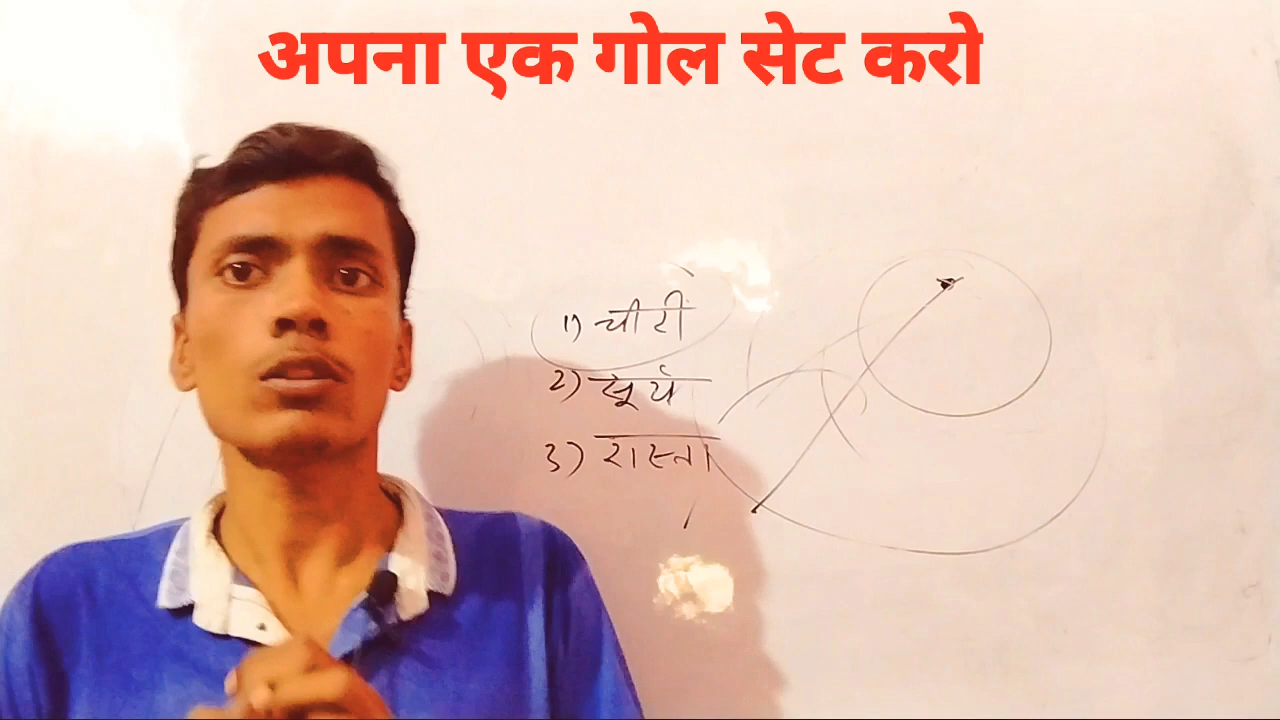 अपना एक गोल सेट करो
1) चीटीं
2) सूर्य
3) रास्ता